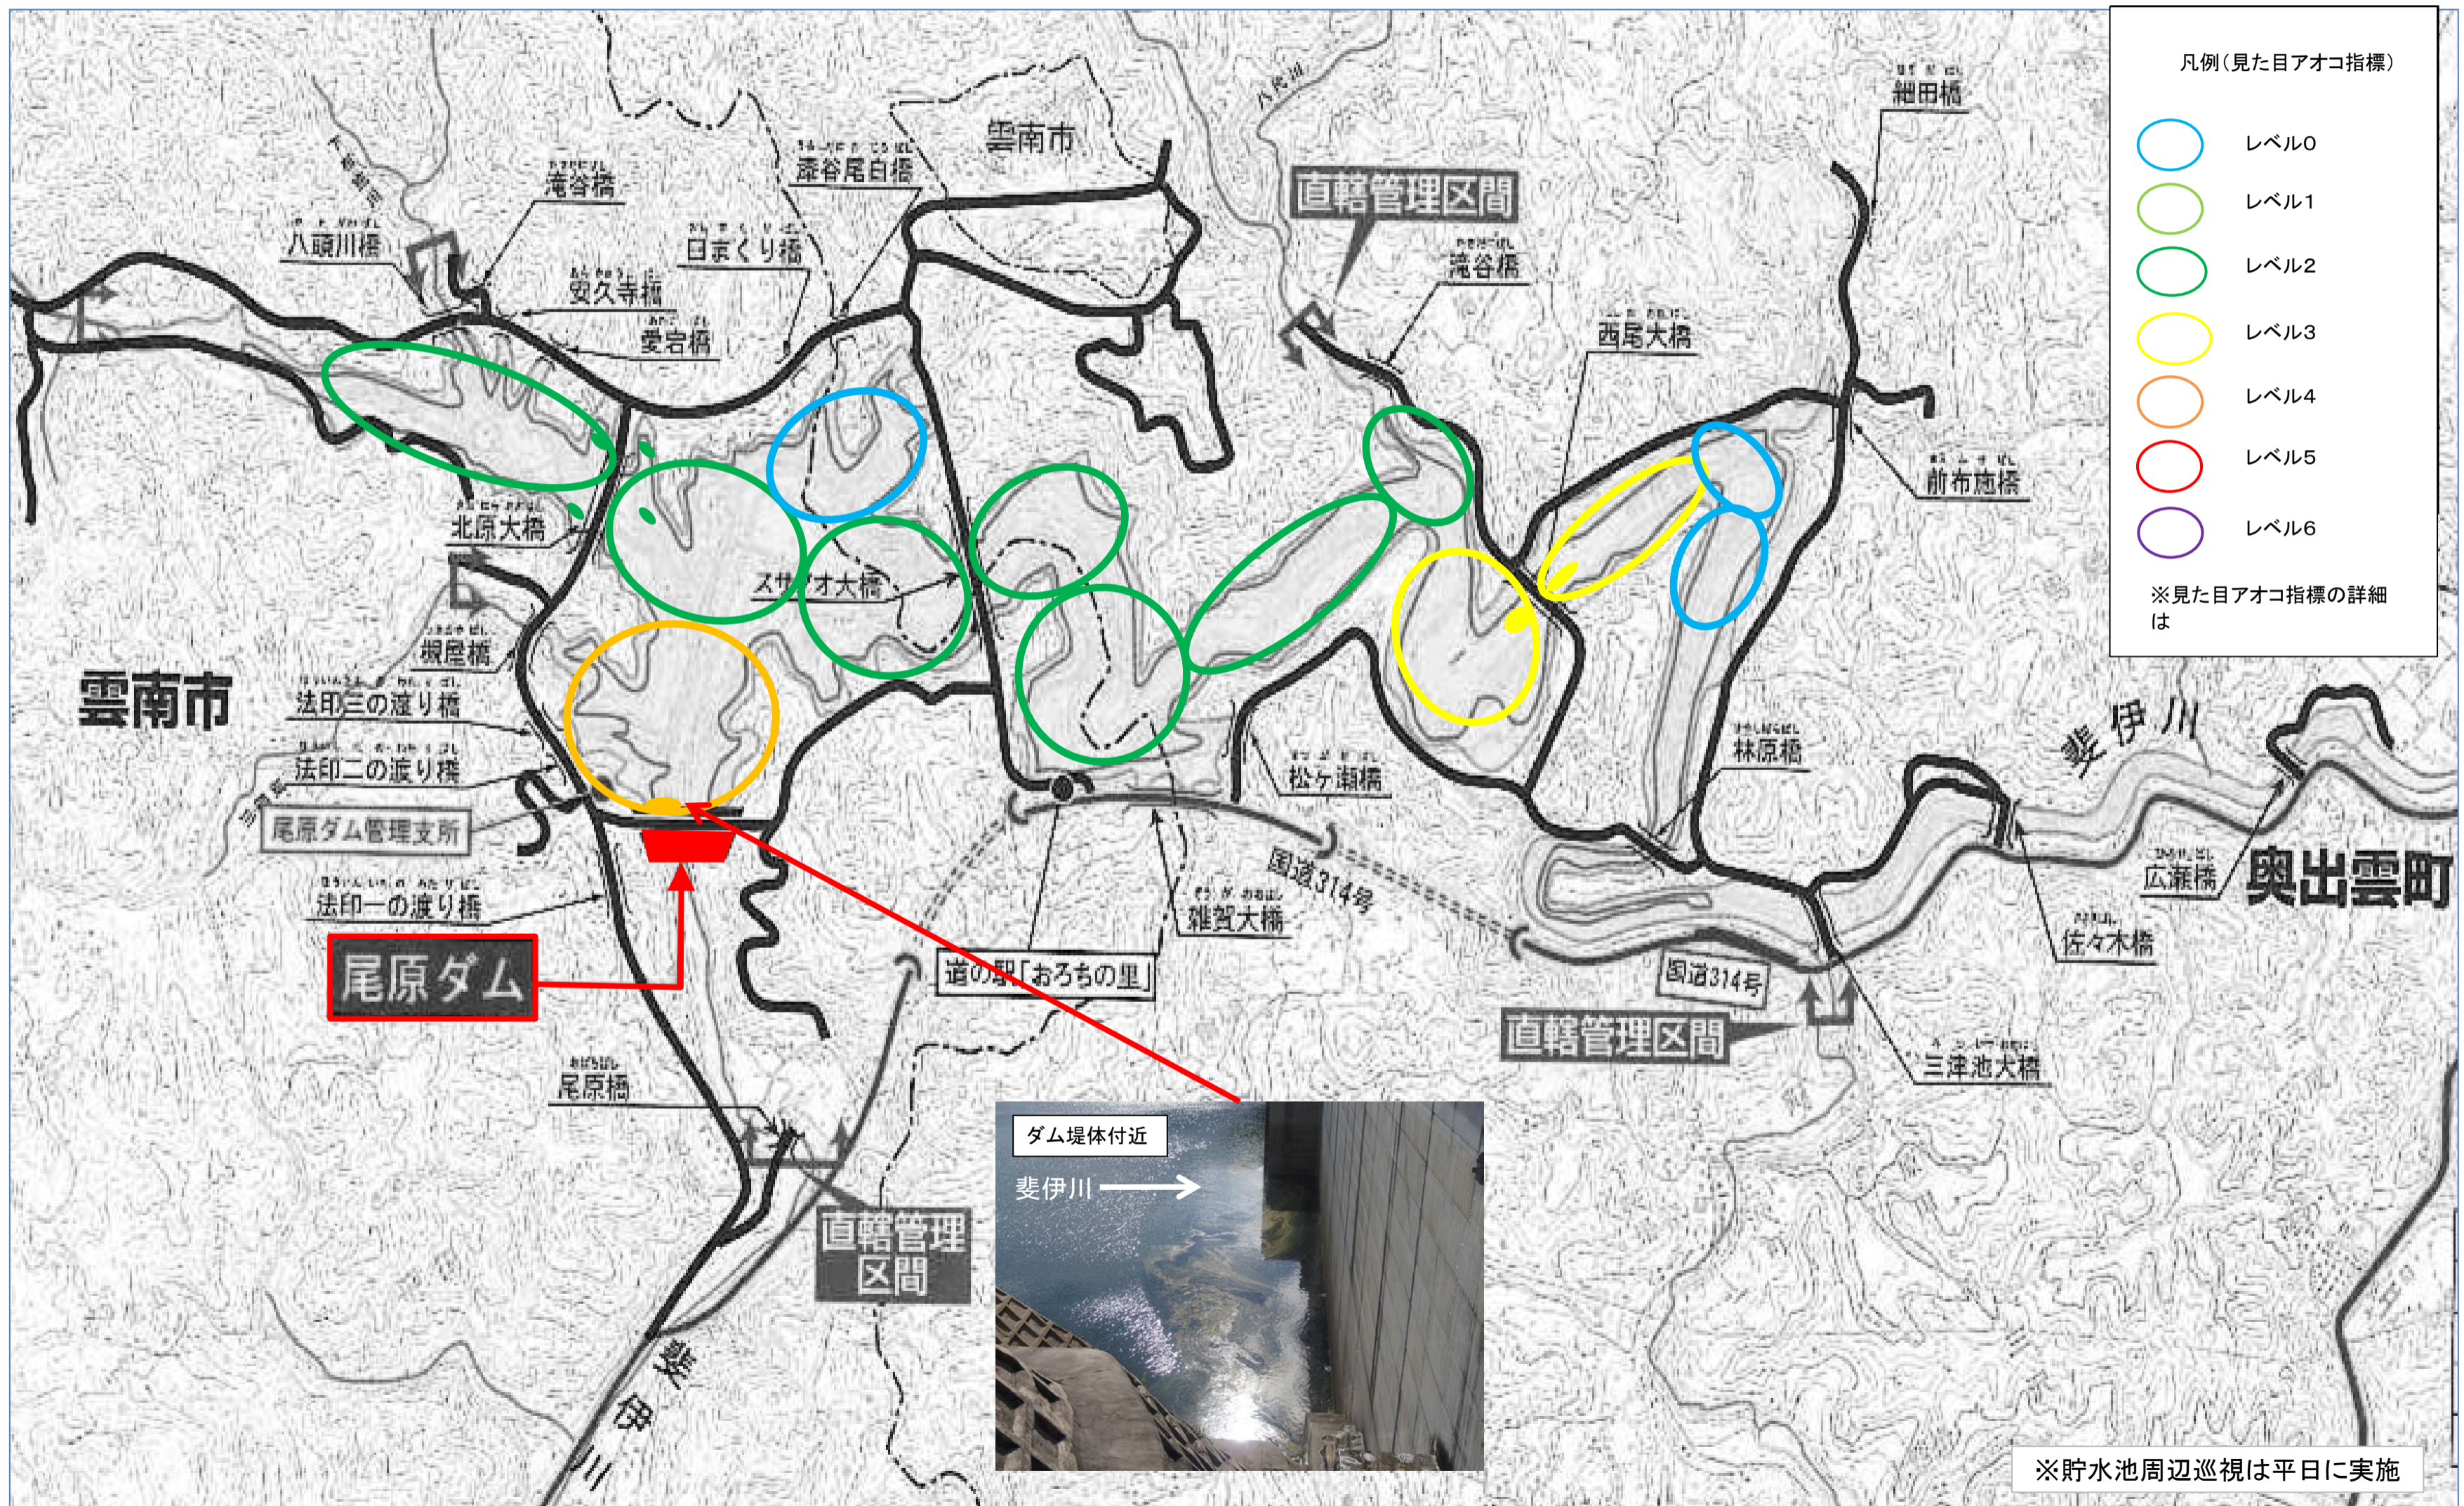 凡例(見た目アオコ指標)
レベル0
レベル1
レベル2
レベル3
レベル4
レベル5
レベル6
※見た目アオコ指標の詳細
は
細田橋
雲南市
八代川
直轄管理区間
滝谷橋
八頭川橋
安久寺橋
愛宕橋
日まくり橋
尾白橋
滝谷橋
西尾大橋
前布施橋
北原大橋
スサノオ大橋
槻屋橋
雲南市
法印三の渡り橋
法印二の渡り橋
尾原ダム管理支所
法印一の渡り橋
尾原ダム
林原橋
松ヶ瀬橋
斐伊川
国道314号
雑賀大橋
道の駅「おろちの里」
広瀬橋
奥出雲町
佐々木橋
国道314号
直轄管理区間
三津池大橋
おばらばし
尾原橋
直轄管理
区間
斐伊川
ダム堤体付近
斐伊川
※貯水池周辺巡視は平日に実施